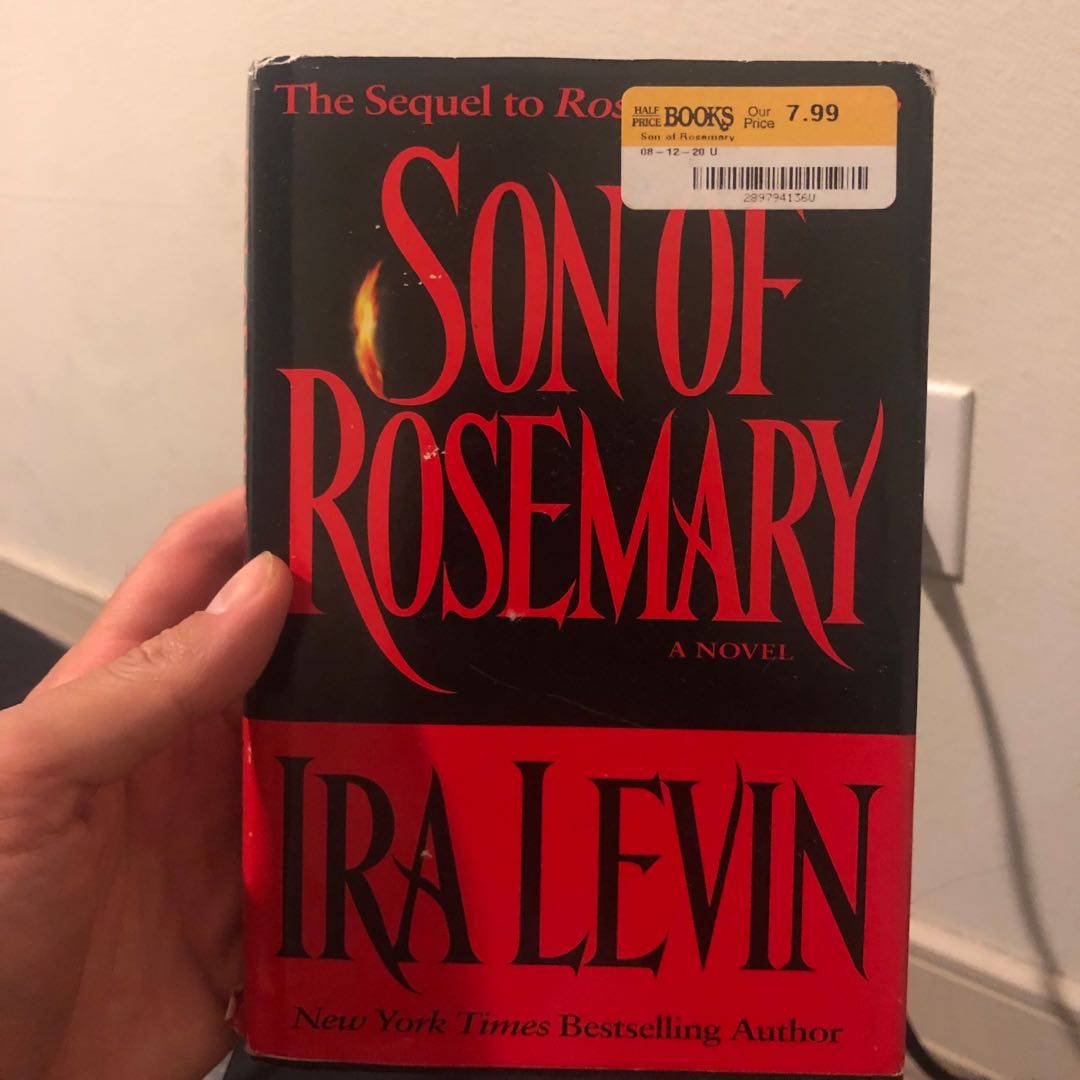 The Sequel to Ros
HALF PRICE BOOKS Our Price 7.99
Son of Rosemary
08-12-20 U
289794136U
SON OF
ROSEMARY
A NOVEL
IRA LEVIN
New York Times Bestselling Author